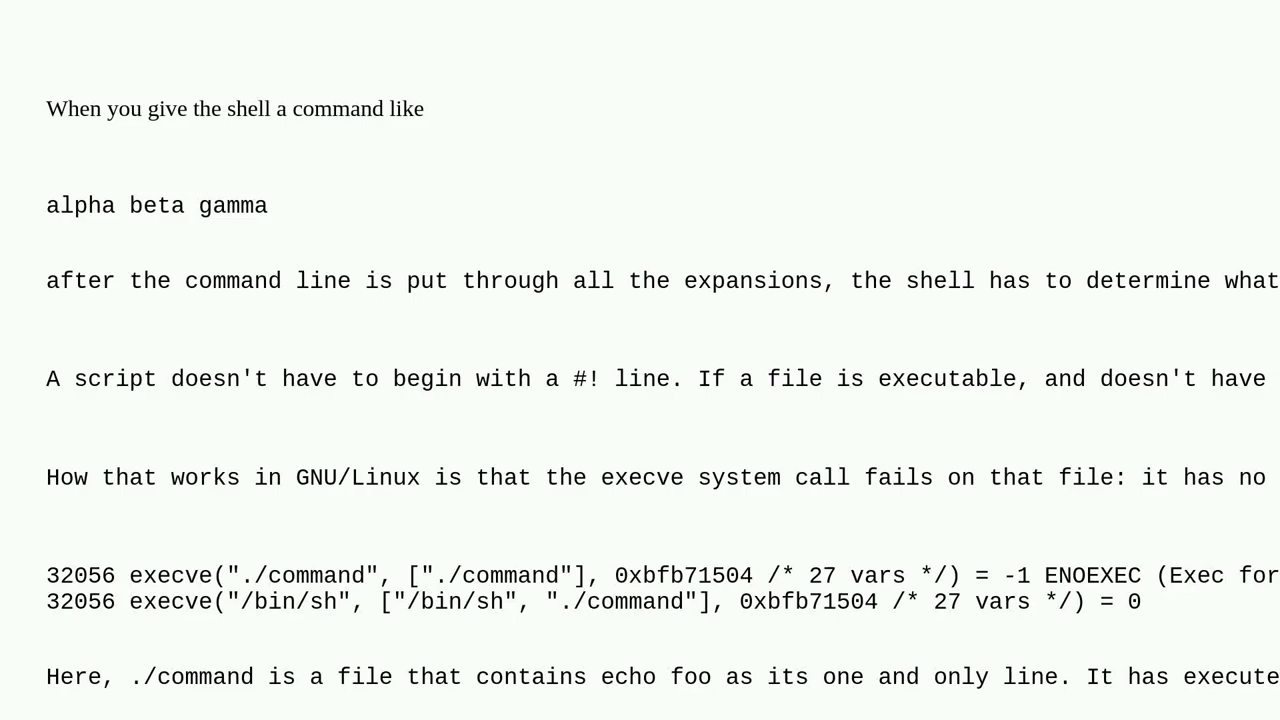 When you give the shell a command like
alpha beta gamma
after the command line is put through all the expansions, the shell has to determine what
A script doesn't have to begin with a #! line. If a file is executable, and doesn't have
How that works in GNU/Linux is that the execve system call fails on that file: it has no
32056 execve("./command", ["./command"], 0xbfb71504 /* 27 vars */) = -1 ENOEXEC (Exec for
32056 execve("/bin/sh", ["/bin/sh", "./command"], 0xbfb71504 /* 27 vars */) = 0
Here, ./command is a file that contains echo foo as its one and only line. It has execute